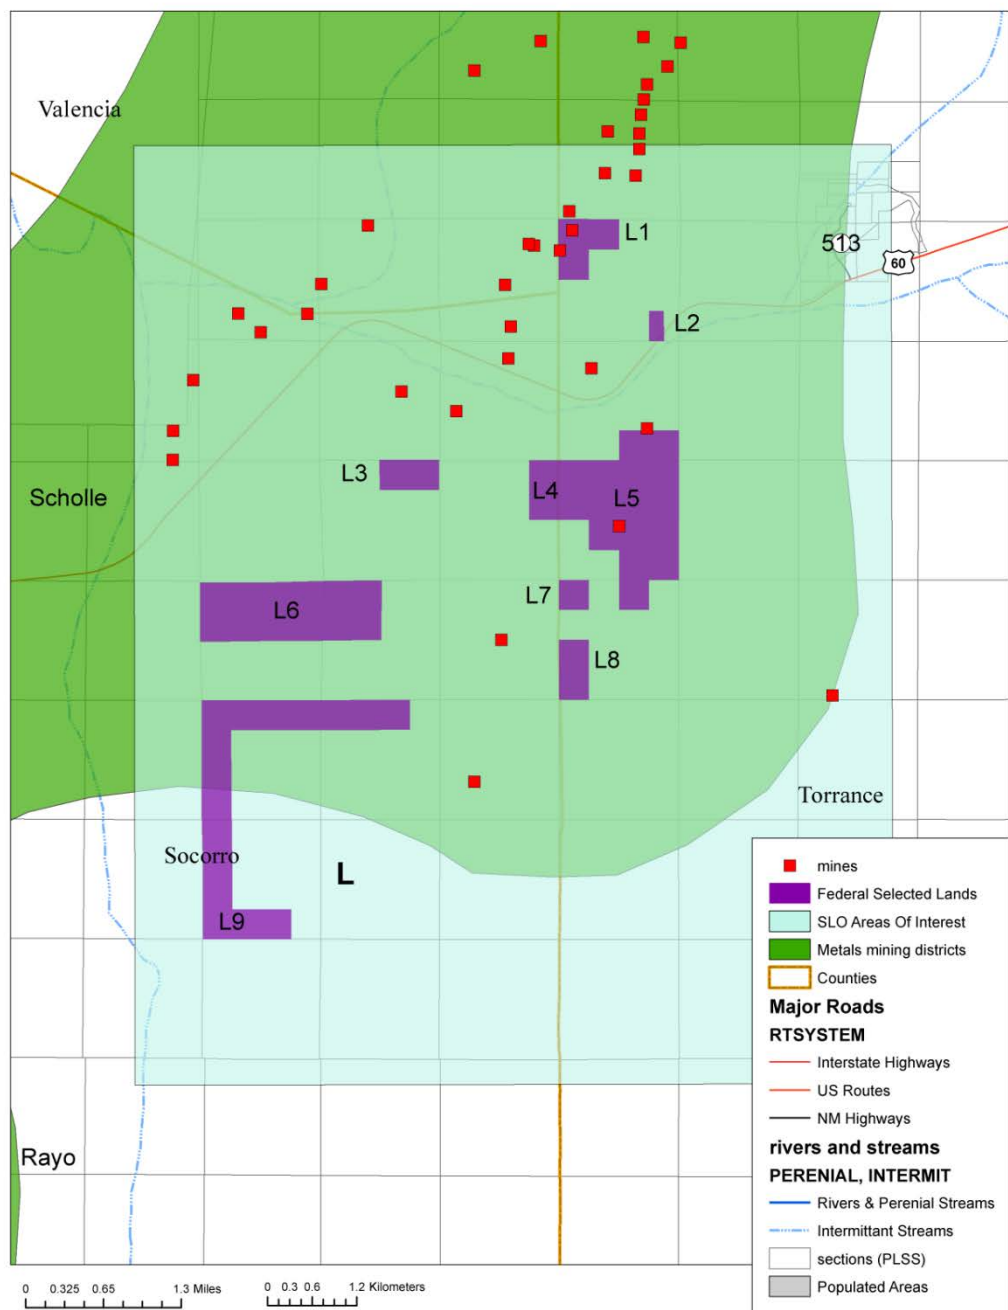 Valencia
L1
513
60
L2
L3
Scholle
L4
L5
L7
L6
L8
Torrance
Socorro
L
L9
Rayo
mines
Federal Selected Lands
SLO Areas Of Interest
Metals mining districts
Counties
Major Roads
RTSYSTEM
Interstate Highways
US Routes
NM Highways
rivers and streams
PERENIAL, INTERMIT
Rivers & Perenial Streams
Intermittant Streams
sections (PLSS)
Populated Areas
0 0.325 0.65 1.3 Miles
0 0.3 0.6 1.2 Kilometers